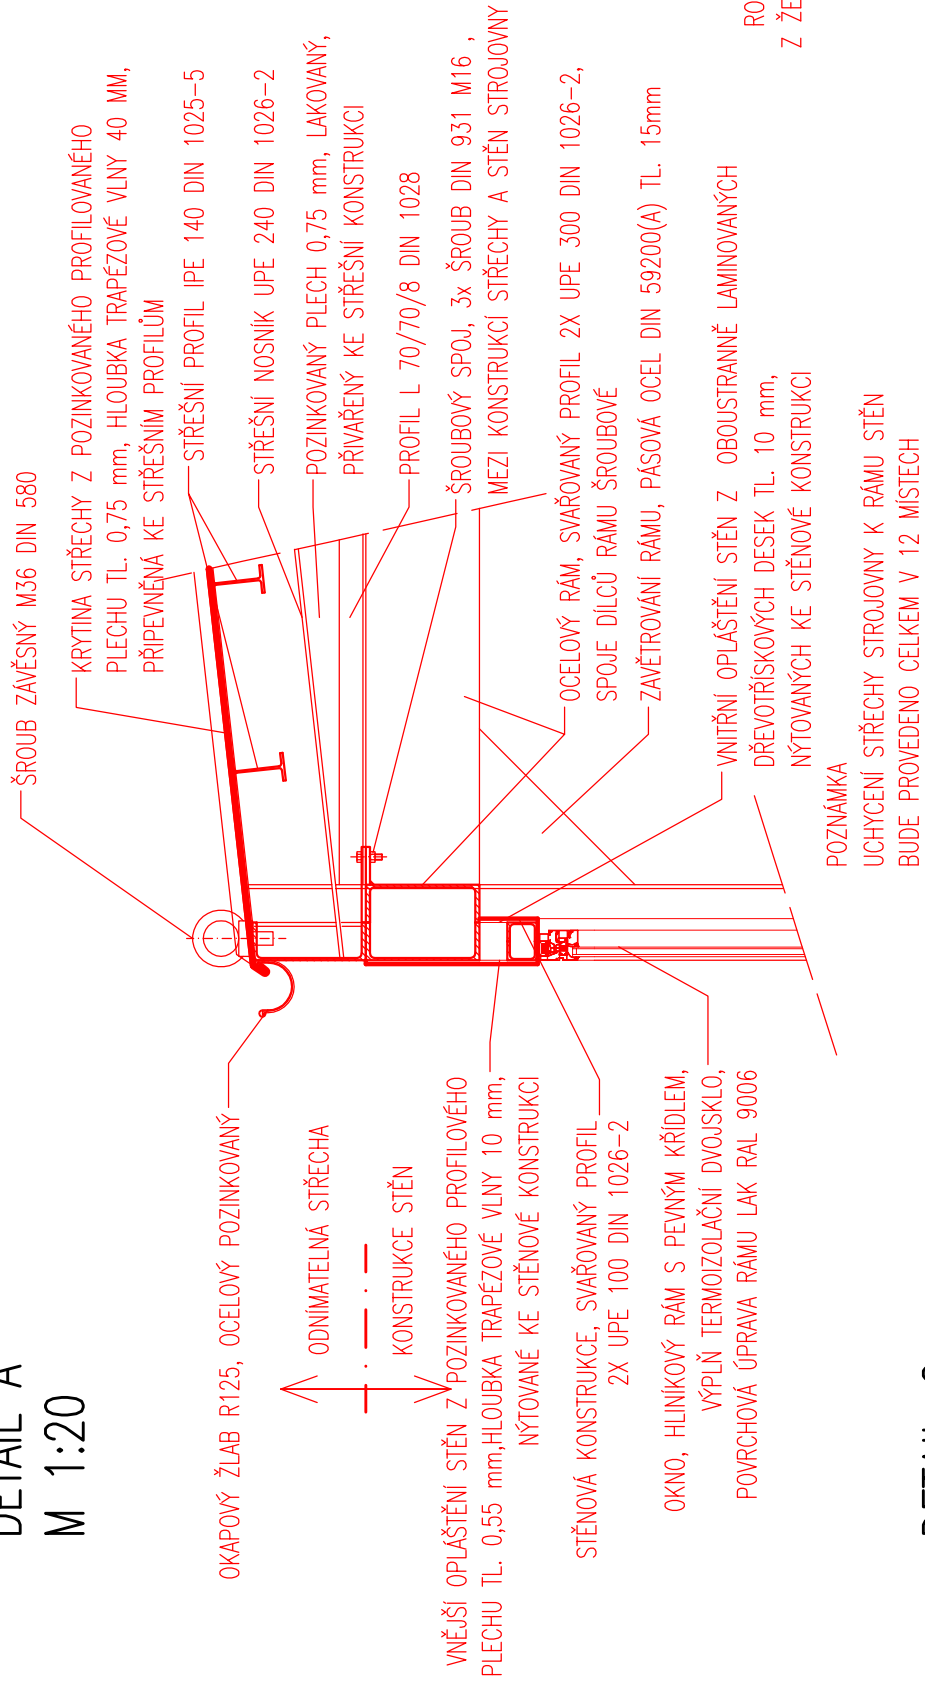 DETAIL A
M 1:20
ŠROUB ZÁVĚSNÝ M36 DIN 580
KRYTINA STŘECHY Z POZINKOVANÉHO PROFILOVANÉHO
PLECHU TL. 0,75 mm, HLOUBKA TRAPÉZOVÉ VLNY 40 MM,
PŘIPEVNĚNÁ KE STŘEŠNÍM PROFILŮM
STŘEŠNÍ PROFIL IPE 140 DIN 1025-5
STŘEŠNÍ NOSNÍK UPE 240 DIN 1026-2
POZINKOVANÝ PLECH 0,75 mm, LAKOVANÝ,
PŘIVAŘENÝ KE STŘEŠNÍ KONSTRUKCI
PROFIL L 70/70/8 DIN 1028
ŠROUBOVÝ SPOJ, 3x ŠROUB DIN 931 M16 ,
MEZI KONSTRUKCÍ STŘECHY A STĚN STROJOVNY
OCELOVÝ RÁM, SVAŘOVANÝ PROFIL 2X UPE 300 DIN 1026-2,
SPOJE DÍLCŮ RÁMU ŠROUBOVÉ
ZAVĚTROVÁNÍ RÁMU, PÁSOVÁ OCEL DIN 59200(A) TL. 15mm
VNITŘNÍ OPLÁŠTĚNÍ STĚN Z OBOUSTRANNĚ LAMINOVANÝCH
DŘEVOTŘÍSKOVÝCH DESEK TL. 10 mm,
NÝTOVANÝCH KE STĚNOVÉ KONSTRUKCI
POZNÁMKA
UCHYCENÍ STŘECHY STROJOVNY K RÁMU STĚN
BUDE PROVEDENO CELKEM V 12 MÍSTECH
OKAPOVÝ ŽLAB R125, OCELOVÝ POZINKOVANÝ
ODNÍMATELNÁ STŘECHA
KONSTRUKCE STĚN
VNĚJŠÍ OPLÁŠTĚNÍ STĚN Z POZINKOVANÉHO PROFILOVÉHO
PLECHU TL. 0,55 mm,HLOUBKA TRAPÉZOVÉ VLNY 10 mm,
NÝTOVANÉ KE STĚNOVÉ KONSTRUKCI
STĚNOVÁ KONSTRUKCE, SVAŘOVANÝ PROFIL
2X UPE 100 DIN 1026-2
OKNO, HLINÍKOVÝ RÁM S PEVNÝM KŘÍDLEM,
VÝPLŇ TERMOIZOLAČNÍ DVOJSKLO,
POVRCHOVÁ ÚPRAVA RÁMU LAK RAL 9006
RO
Z ŽE